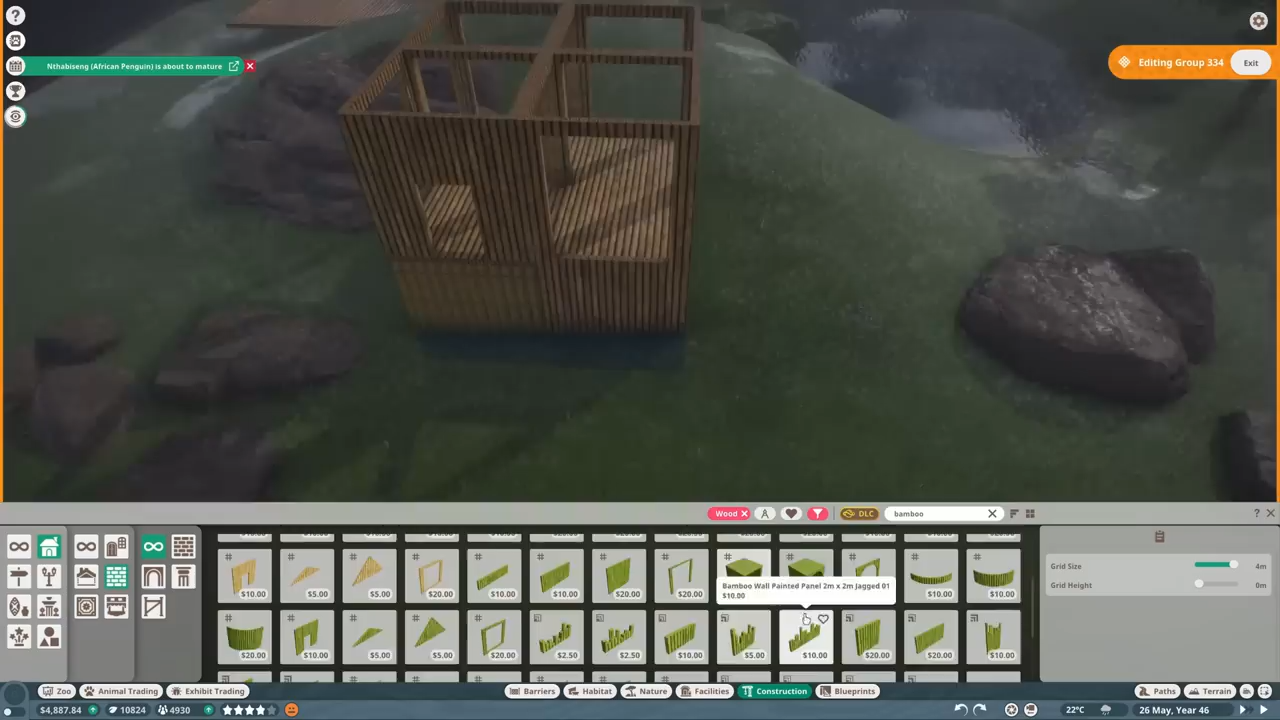 Nthabiseng (African Penguin) is about to mature
Editing Group 334
Exit
Wood
DLC
bamboo
$10.00
$5.00
$5.00
$20.00
$10.00
$10.00
$20.00
$20.00
Bamboo Wall Painted Panel 2m x 2m Jagged 01
$10.00
$10.00
$20.00
$20.00
$10.00
$5.00
$5.00
$20.00
$2.50
$2.50
$10.00
$5.00
$10.00
$20.00
$20.00
$10.00
Grid Size
4m
Grid Height
0m
Zoo
Animal Trading
Exhibit Trading
Barriers
Habitat
Nature
Facilities
Construction
Blueprints
Paths
Terrain
$4,887.84
10824
4930
22°C
26 May, Year 46